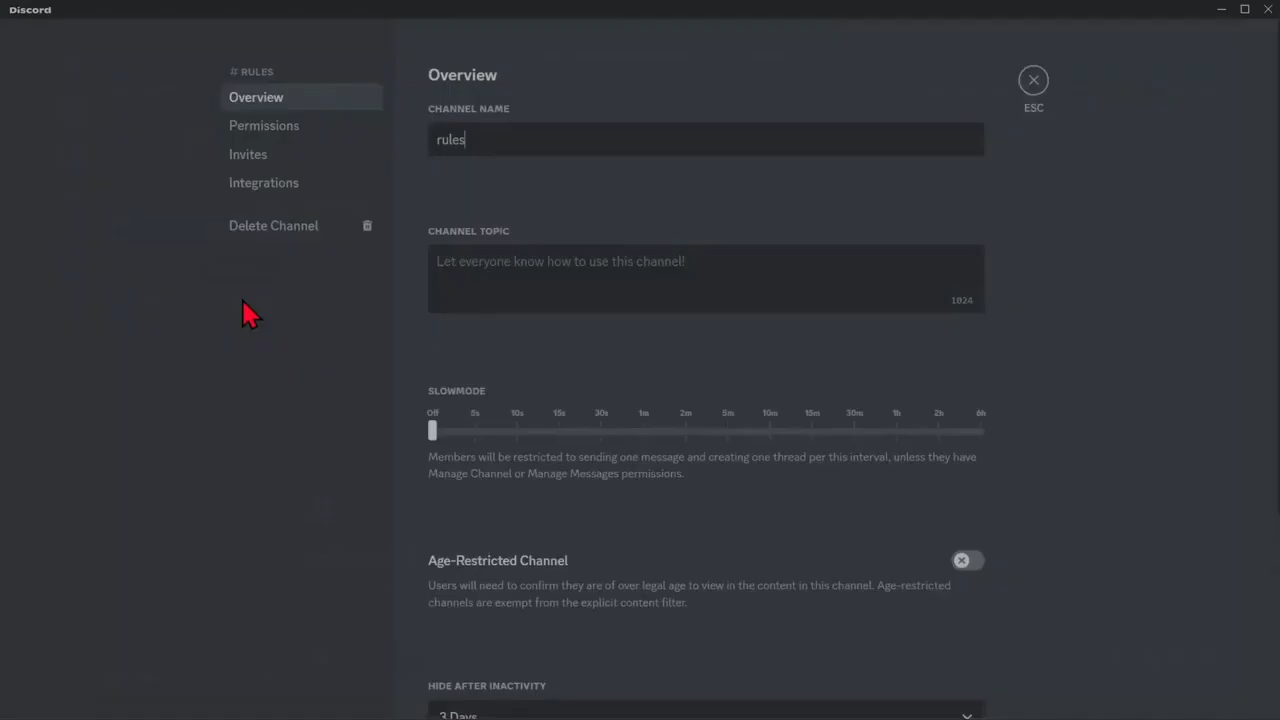 Discord
RULES
Overview
Permissions
Invites
Integrations
Delete Channel
Overview
ESC
CHANNEL NAME
rules
CHANNEL TOPIC
Let everyone know how to use this channel!
1024
SLOWMODE
Off 5s 10s 15s 30s 1m 2m 5m 10m 15m 30m 1h 2h 6h
Members will be restricted to sending one message and creating one thread per this interval, unless they have
Manage Channel or Manage Messages permissions.
Age-Restricted Channel
Users will need to confirm they are of over legal age to view in the content in this channel. Age-restricted
channels are exempt from the explicit content filter.
HIDE AFTER INACTIVITY
3 Days